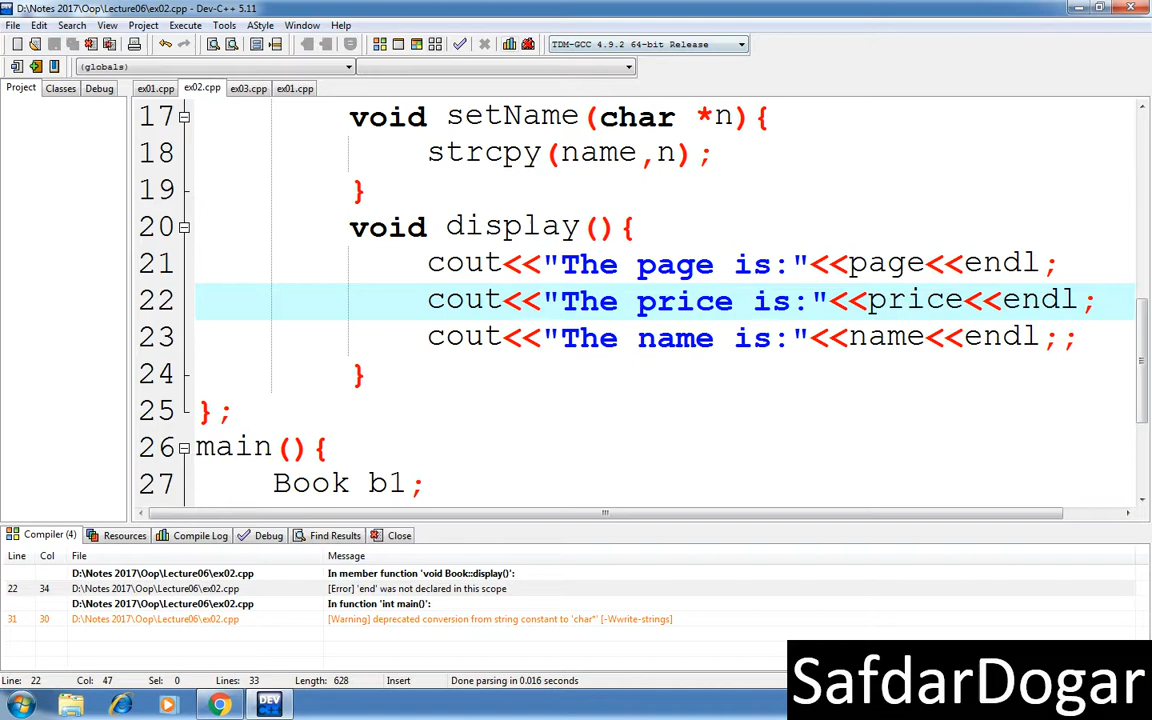 D:\Notes 2017\Oop\Lecture06\ex02.cpp - Dev-C++ 5.11
File Edit Search View Project Execute Tools AStyle Window Help
TDM-GCC 4.9.2 64-bit Release
(globals)
Project Classes Debug ex01.cpp ex02.cpp ex03.cpp ex01.cpp
17 void setName(char *n){
18 strcpy(name,n);
19 }
20 void display(){
21 cout<<"The page is:"<<page<<endl;
22 cout<<"The price is:"<<price<<endl;
23 cout<<"The name is:"<<name<<endl;;
24 }
25 };
26 main(){
27 Book b1;
Compiler (4) Resources Compile Log Debug Find Results Close
Line Col File Message
D:\Notes 2017\Oop\Lecture06\ex02.cpp In member function 'void Book::display()':
22 34 D:\Notes 2017\Oop\Lecture06\ex02.cpp [Error] 'end' was not declared in this scope
D:\Notes 2017\Oop\Lecture06\ex02.cpp In function 'int main()':
31 30 D:\Notes 2017\Oop\Lecture06\ex02.cpp [Warning] deprecated conversion from string constant to 'char*' [-Wwrite-strings]
Line: 22 Col: 47 Sel: 0 Lines: 33 Length: 628 Insert Done parsing in 0.016 seconds
DEV C++
SafdarDogar